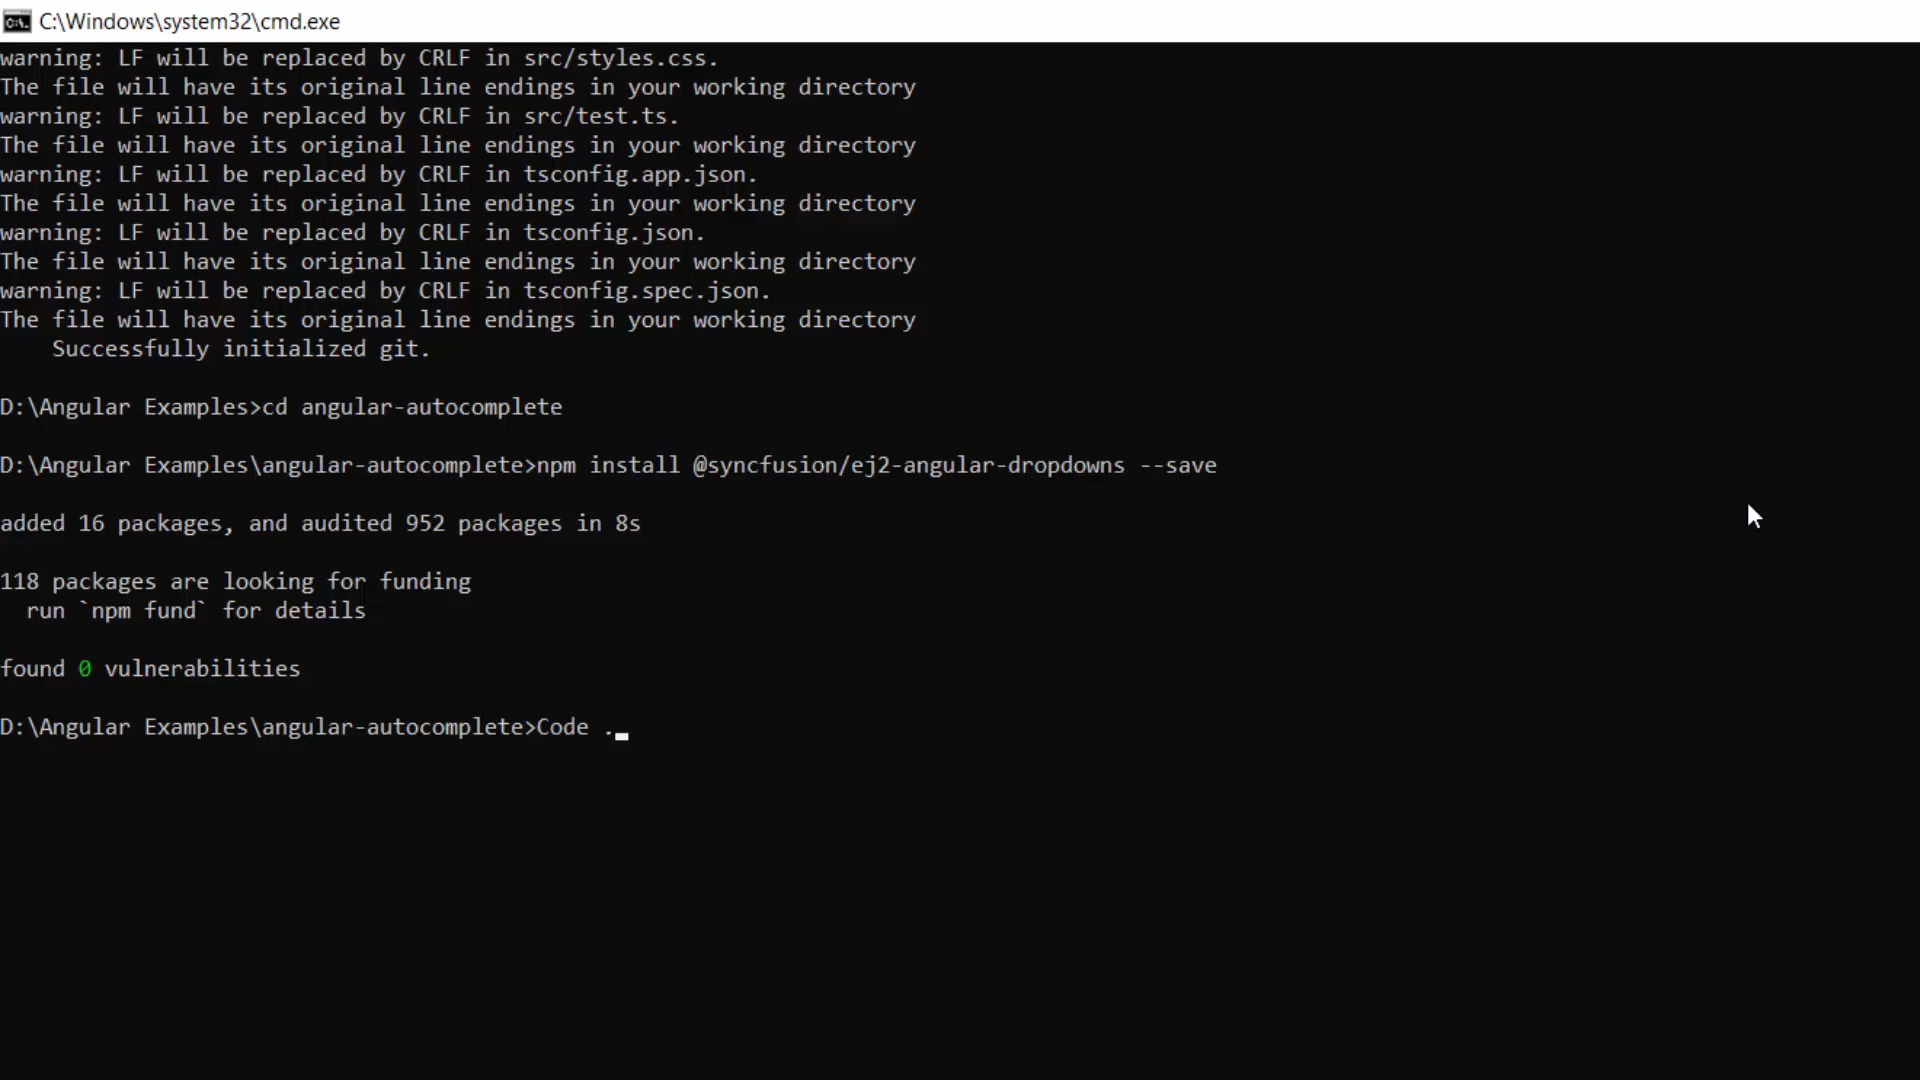 C:\Windows\system32\cmd.exe
warning: LF will be replaced by CRLF in src/styles.css.
The file will have its original line endings in your working directory
warning: LF will be replaced by CRLF in src/test.ts.
The file will have its original line endings in your working directory
warning: LF will be replaced by CRLF in tsconfig.app.json.
The file will have its original line endings in your working directory
warning: LF will be replaced by CRLF in tsconfig.json.
The file will have its original line endings in your working directory
warning: LF will be replaced by CRLF in tsconfig.spec.json.
The file will have its original line endings in your working directory
    Successfully initialized git.
D:\Angular Examples>cd angular-autocomplete
D:\Angular Examples\angular-autocomplete>npm install @syncfusion/ej2-angular-dropdowns --save
added 16 packages, and audited 952 packages in 8s
118 packages are looking for funding
  run `npm fund` for details
found 0 vulnerabilities
D:\Angular Examples\angular-autocomplete>Code .